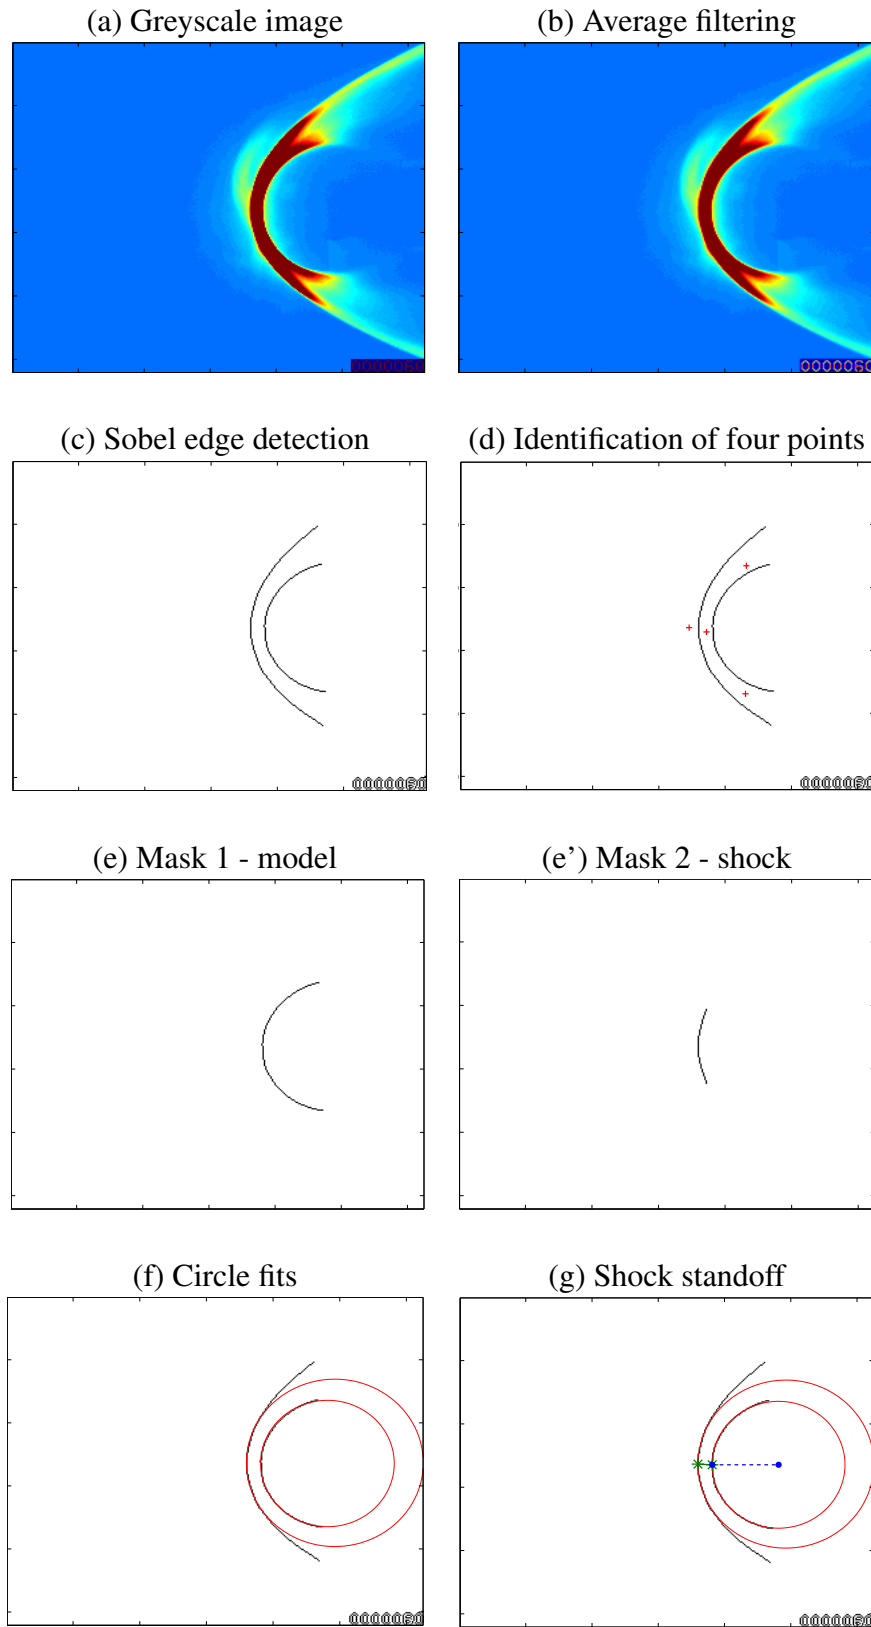 (a) Greyscale image
(b) Average filtering
(c) Sobel edge detection
(d) Identification of four points
(e) Mask 1 - model
(e’) Mask 2 - shock
(f) Circle fits
(g) Shock standoff